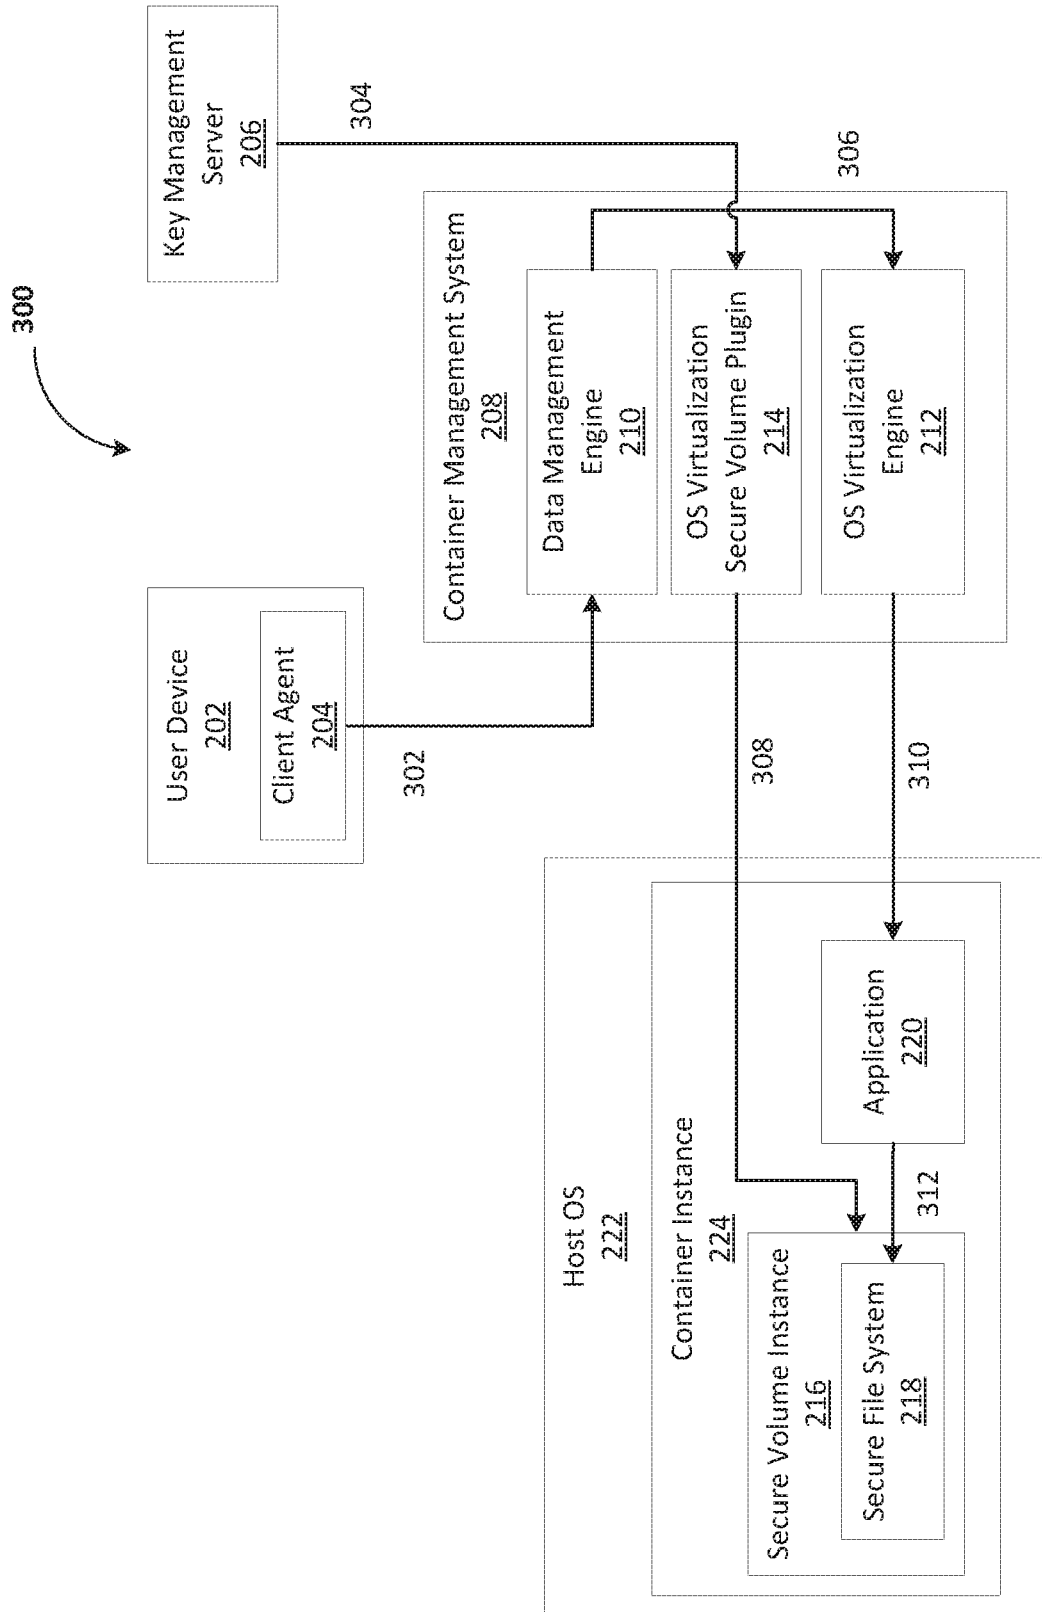 300
User Device
202
Client Agent
204
Key Management
Server
206
302
304
Container Management System
208
Data Management
Engine
210
OS Virtualization
Secure Volume Plugin
214
OS Virtualization
Engine
212
306
308
310
Host OS
222
Container Instance
224
Secure Volume Instance
216
Secure File System
218
312
Application
220